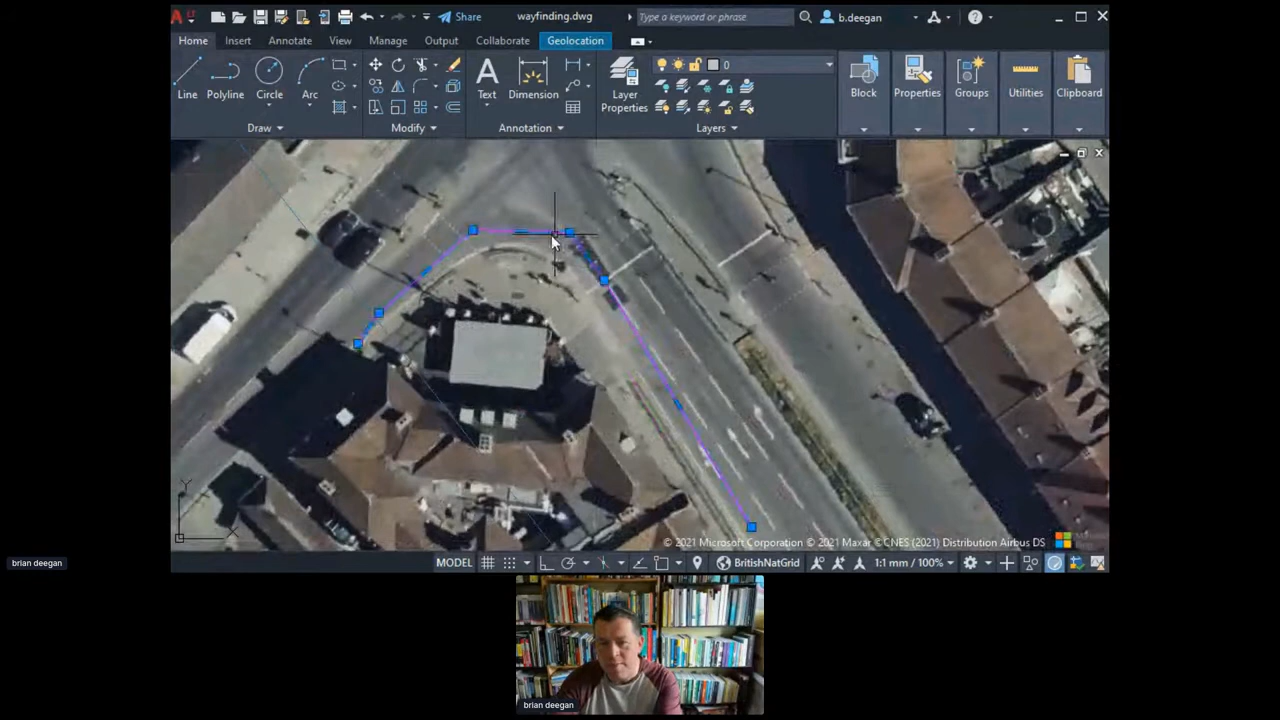 Share
wayfinding.dwg
Type a keyword or phrase
b.deegan
Home
Insert
Annotate
View
Manage
Output
Collaborate
Geolocation
Line
Polyline
Circle
Arc
Draw
Modify
Text
Dimension
Annotation
Layer
Properties
0
Layers
Block
Properties
Groups
Utilities
Clipboard
Y
X
© 2021 Microsoft Corporation © 2021 Maxar ©CNES (2021) Distribution Airbus DS
MODEL
BritishNatGrid
1:1 mm / 100%
brian deegan
brian deegan